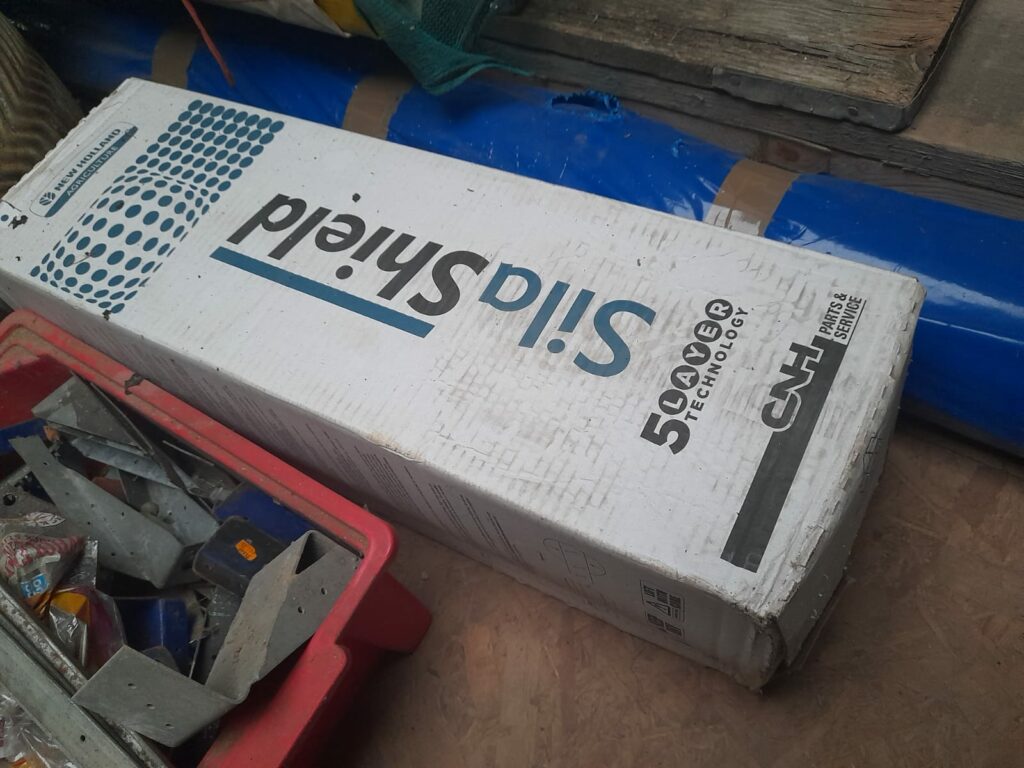 NEW HOLLAND
AGRICULTURE
SilaShield
5 LAYER
TECHNOLOGY
CNH
PARTS &
SERVICE